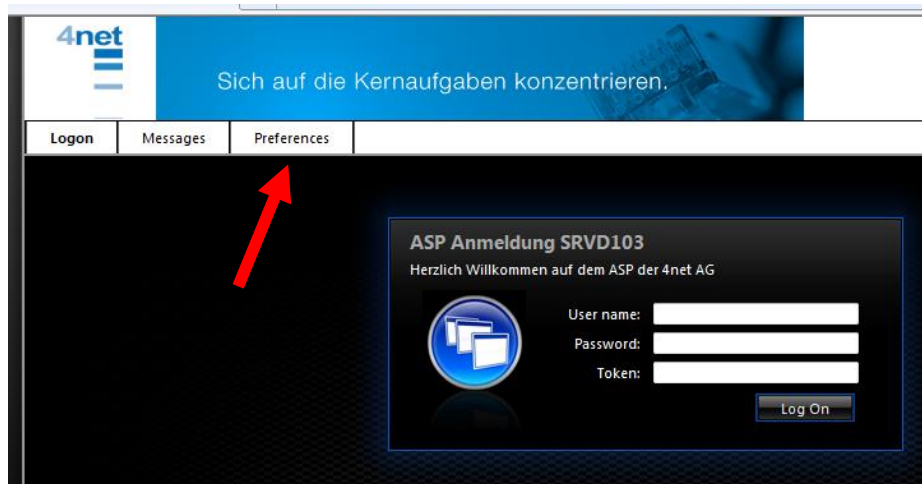 4net
Sich auf die Kernaufgaben konzentrieren.
Logon Messages Preferences
ASP Anmeldung SRVD103
Herzlich Willkommen auf dem ASP der 4net AG
User name:
Password:
Token:
Log On